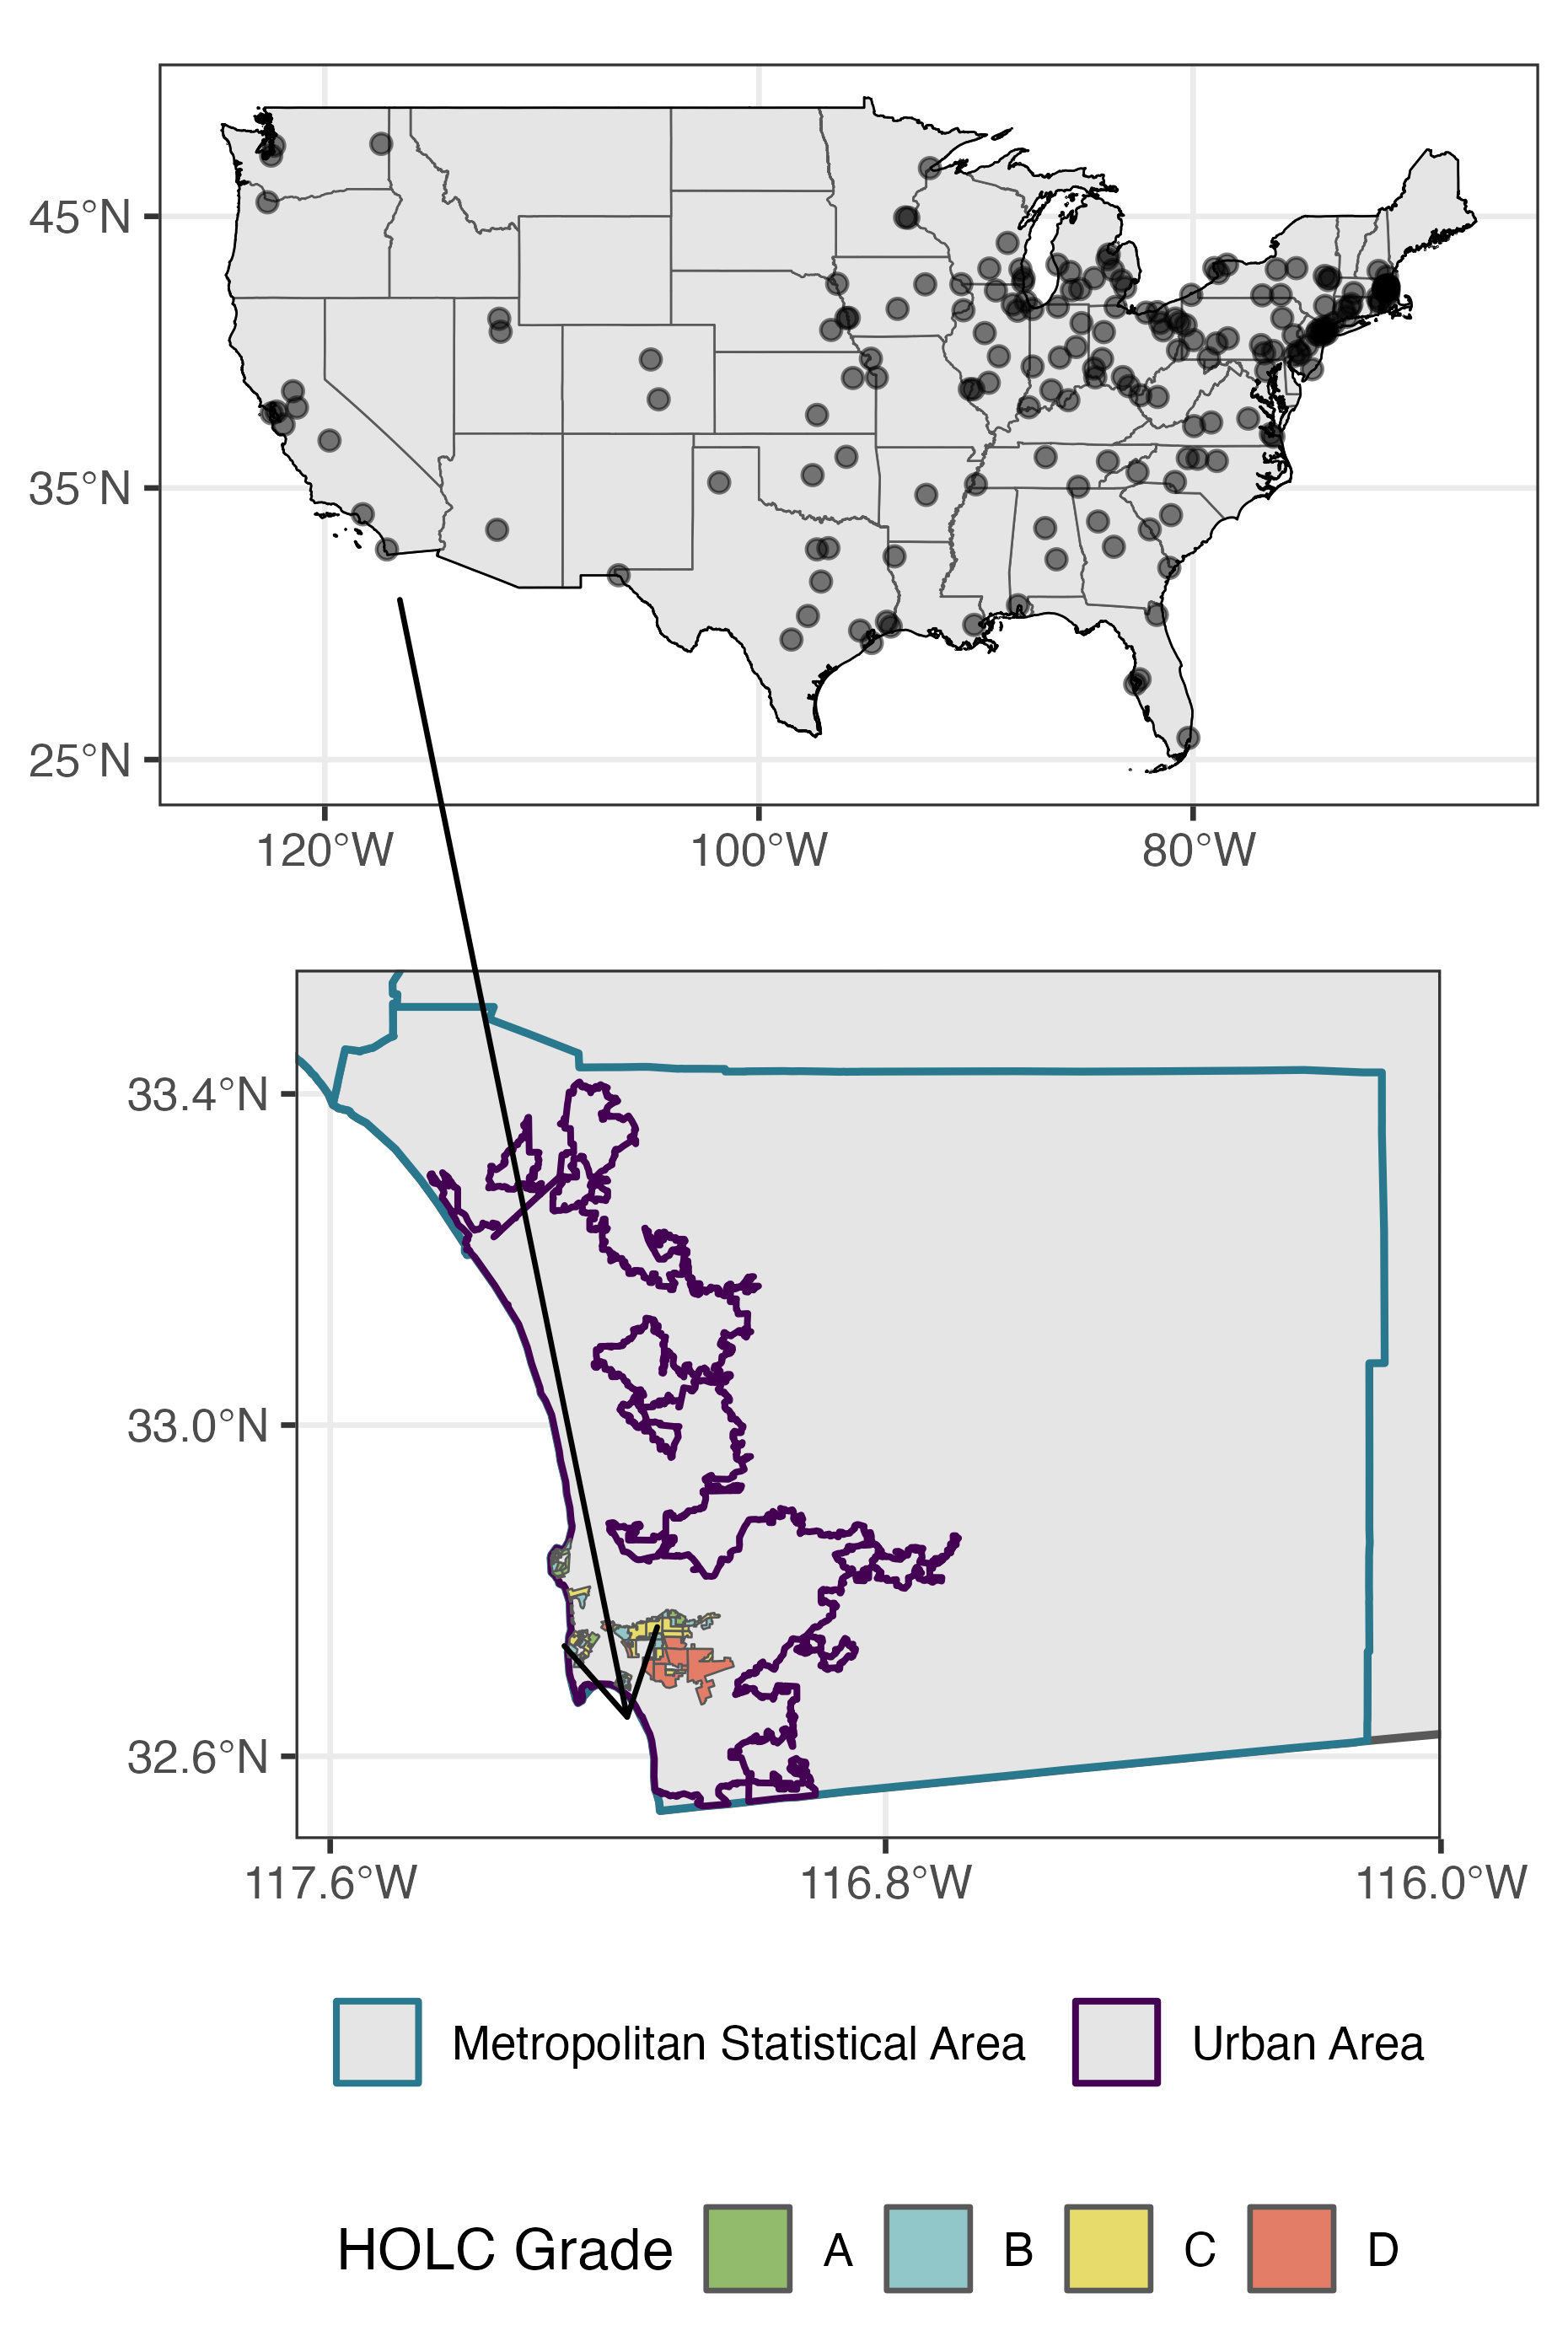 45°N
35°N
25°N
120°W 100°W 80°W
33.4°N
33.0°N
32.6°N
117.6°W 116.8°W 116.0°W
Metropolitan Statistical Area Urban Area
HOLC Grade A B C D